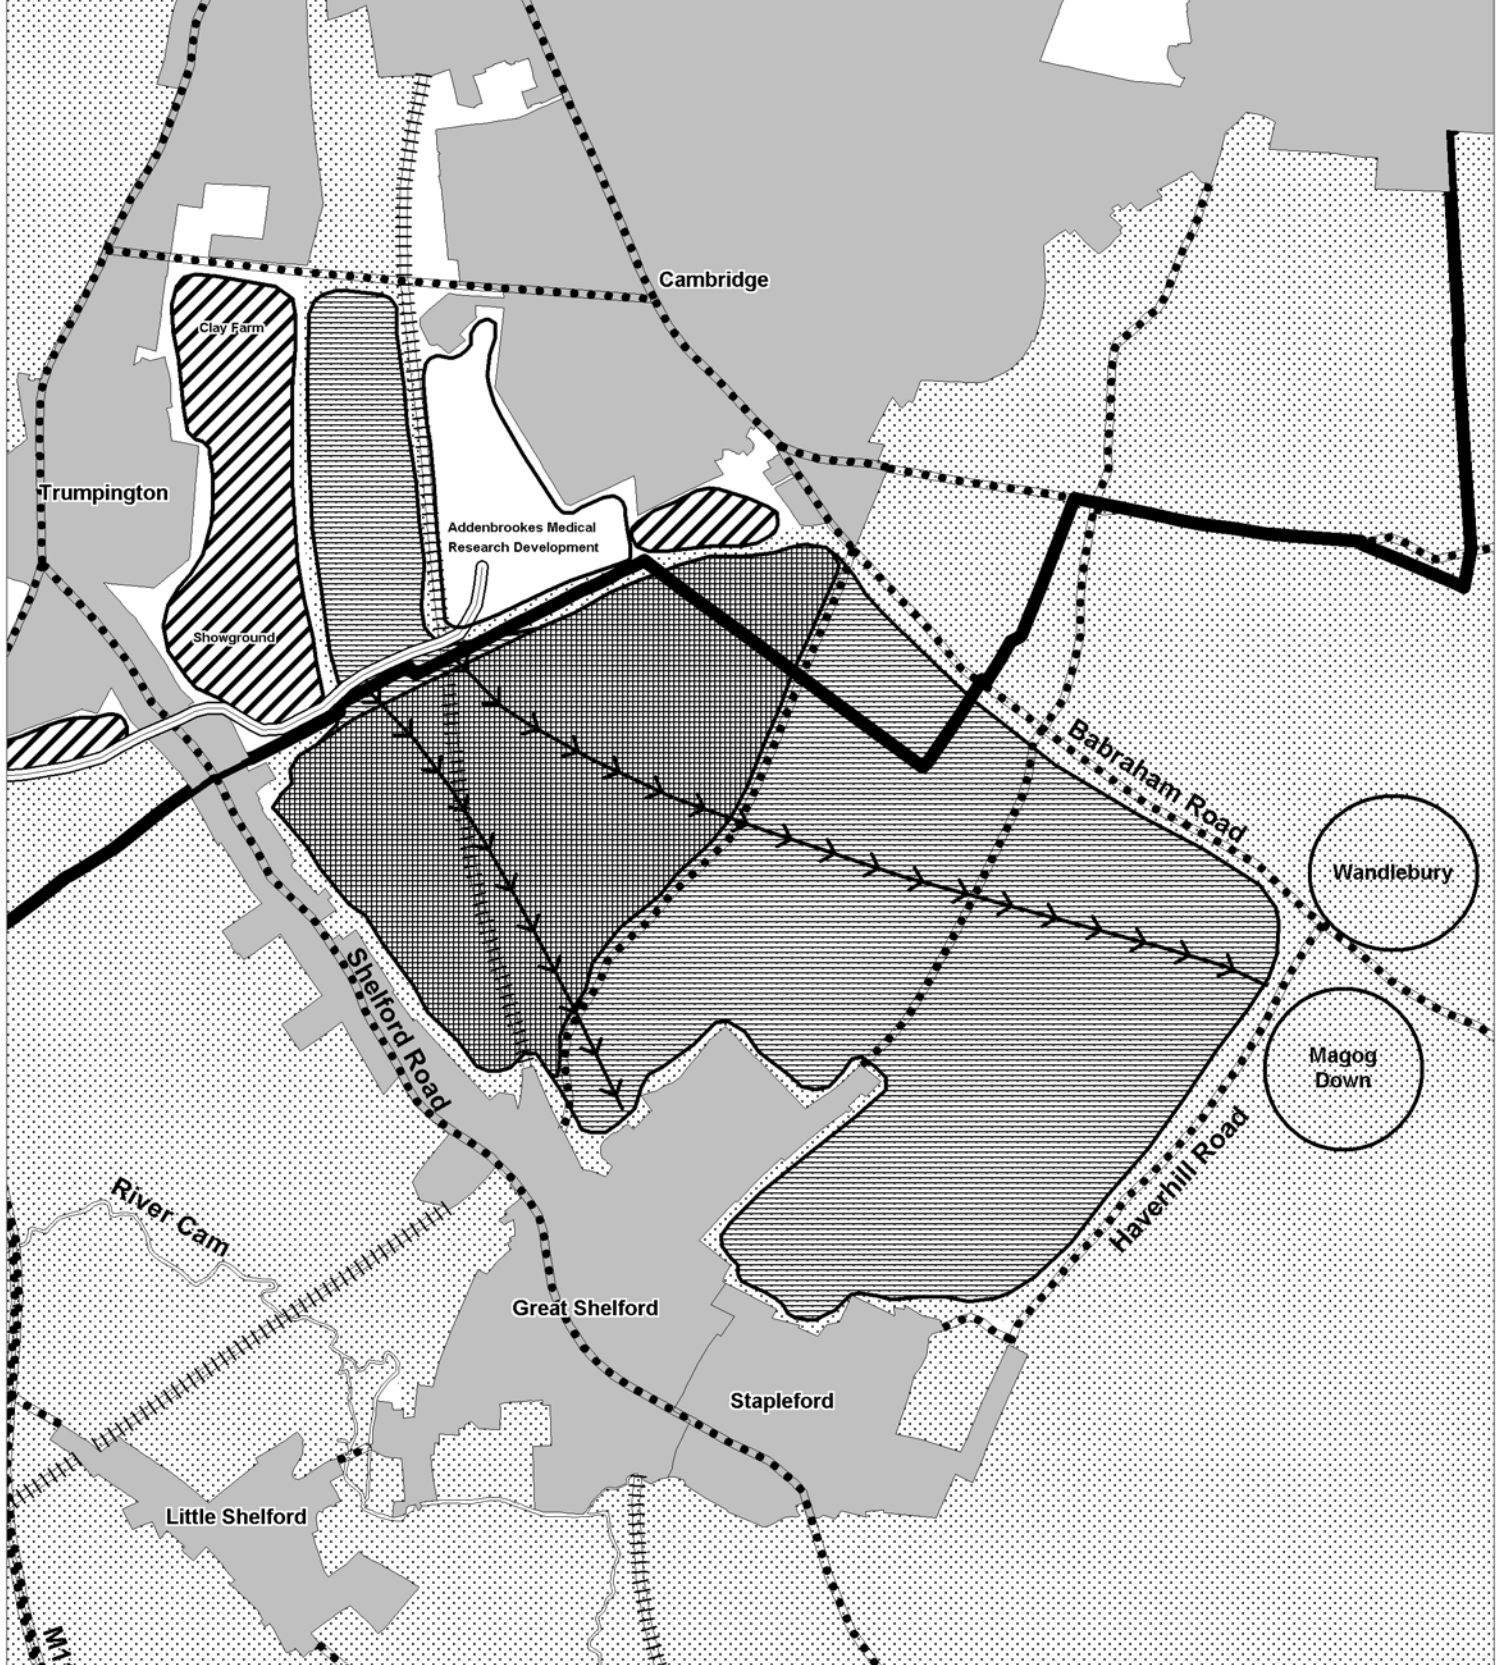 Cambridge
Clay Farm
Trumpington
Addenbrookes Medical
Research Development
Showground
Babraham Road
Wandlebury
Shelford Road
Magog
Down
Haverhill Road
River Cam
Great Shelford
Stapleford
Little Shelford
M1